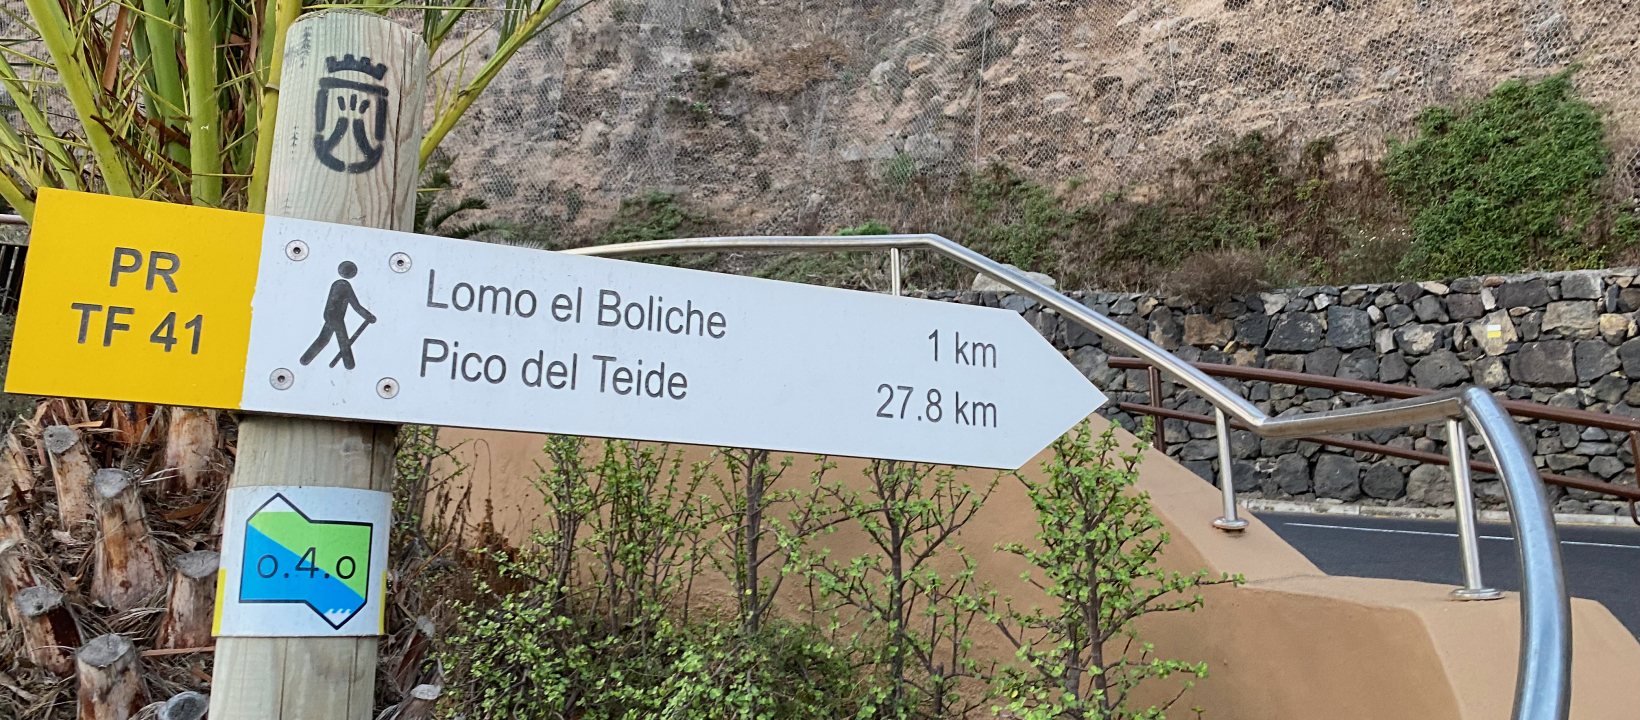 PR
TF 41
Lomo el Boliche 1 km
Pico del Teide 27.8 km
0.4.0